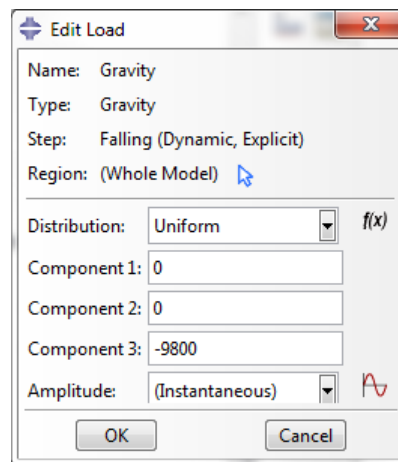 Edit Load
Name: Gravity
Type: Gravity
Step: Falling (Dynamic, Explicit)
Region: (Whole Model)
Distribution: Uniform f(x)
Component 1: 0
Component 2: 0
Component 3: -9800
Amplitude: (Instantaneous)
OK Cancel